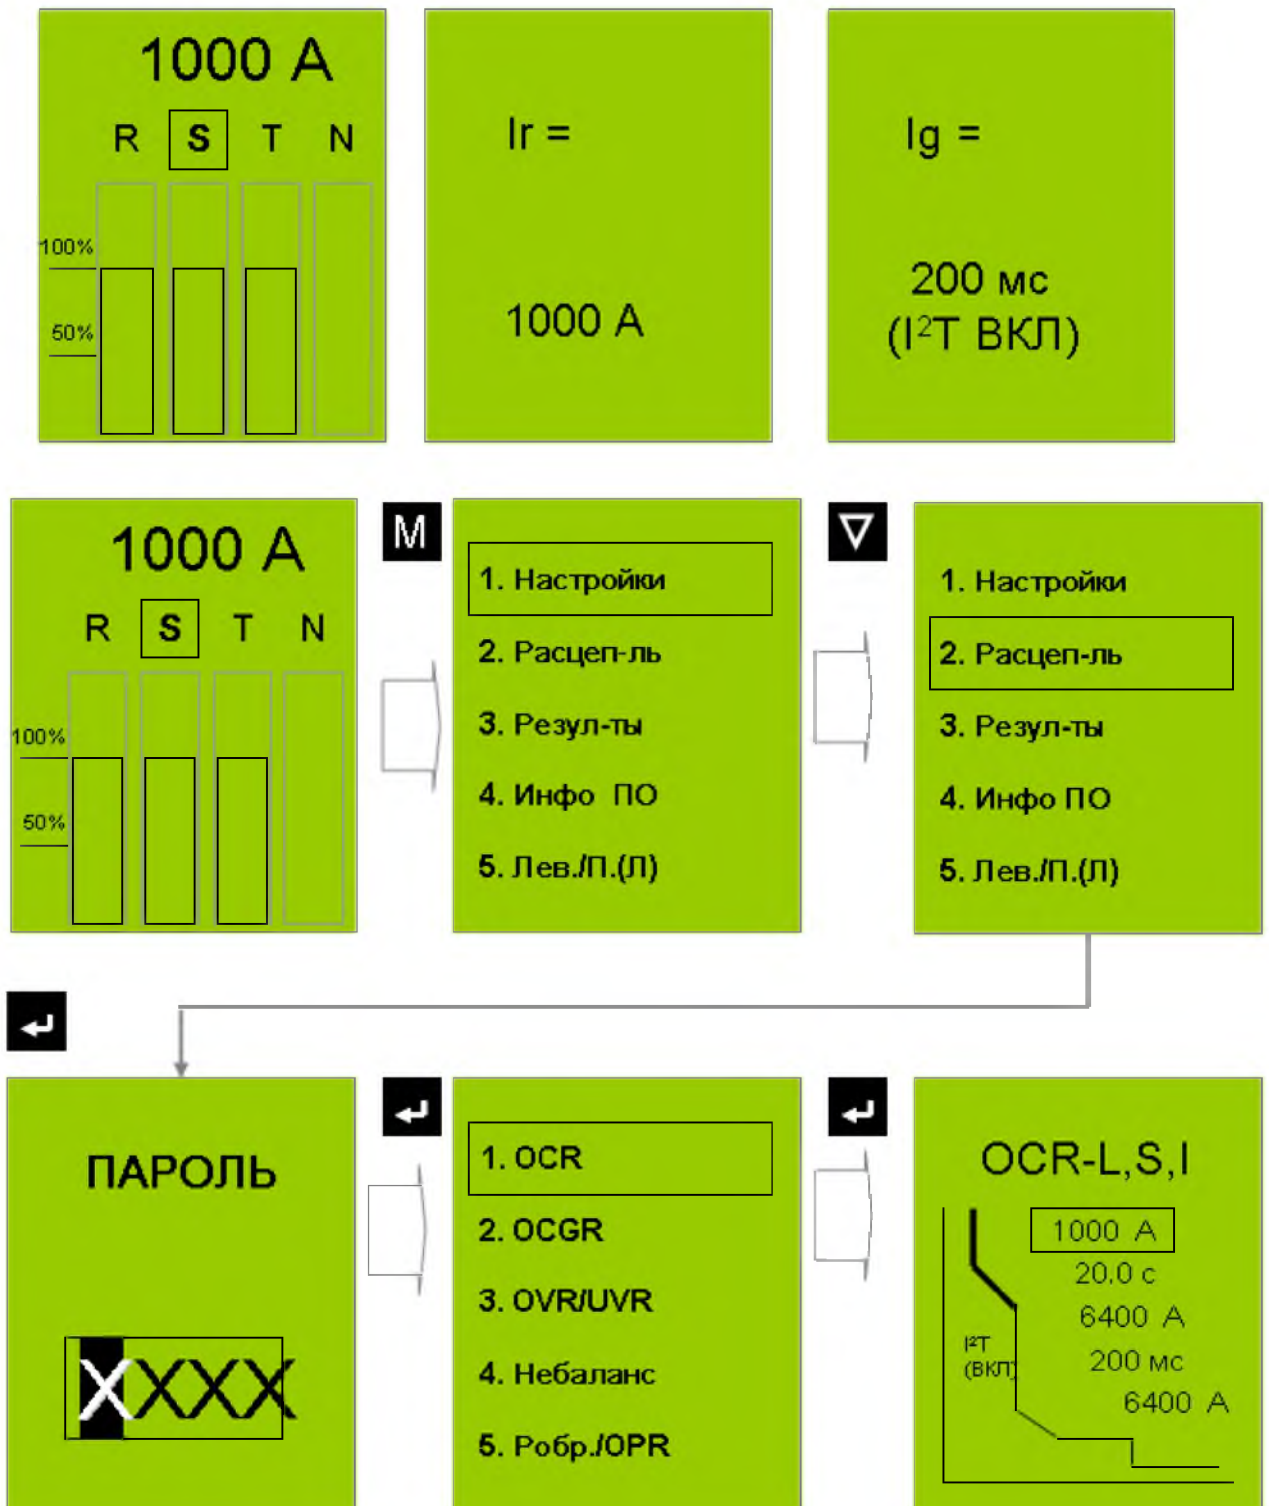 1000 A
R S T N
100%
50%
Ir =
1000 A
Ig =
200 мс
(I²T ВКЛ)
1000 A
R S T N
100%
50%
M
1. Настройки
2. Расцеп-ль
3. Резул-ты
4. Инфо ПО
5. Лев./П.(Л)
1. Настройки
2. Расцеп-ль
3. Резул-ты
4. Инфо ПО
5. Лев./П.(Л)
ПАРОЛЬ
XXXX
1. OCR
2. OCGR
3. OVR/UVR
4. Небаланс
5. Робр./OPR
OCR-L,S,I
1000 A
20.0 с
6400 A
I²T
(ВКЛ)
200 мс
6400 A